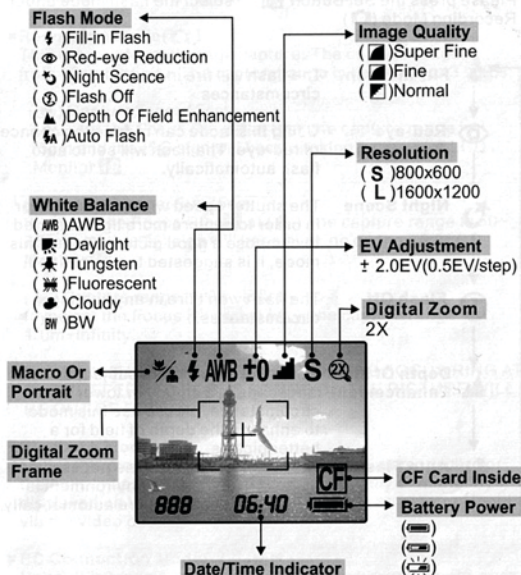 Flash Mode
( )Fill-in Flash
( )Red-eye Reduction
( )Night Scence
( )Flash Off
( )Depth Of Field Enhancement
( A )Auto Flash
White Balance
( AWB )AWB
( )Daylight
( )Tungsten
( )Fluorescent
( )Cloudy
( BW )BW
Image Quality
( )Super Fine
( )Fine
( )Normal
Resolution
( S )800x600
( L )1600x1200
EV Adjustment
± 2.0EV(0.5EV/step)
Digital Zoom
2X
Macro Or
Portrait
Digital Zoom
Frame
AWB ±0 S 2X
CF
888 06:40
CF Card Inside
Battery Power
Date/Time Indicator